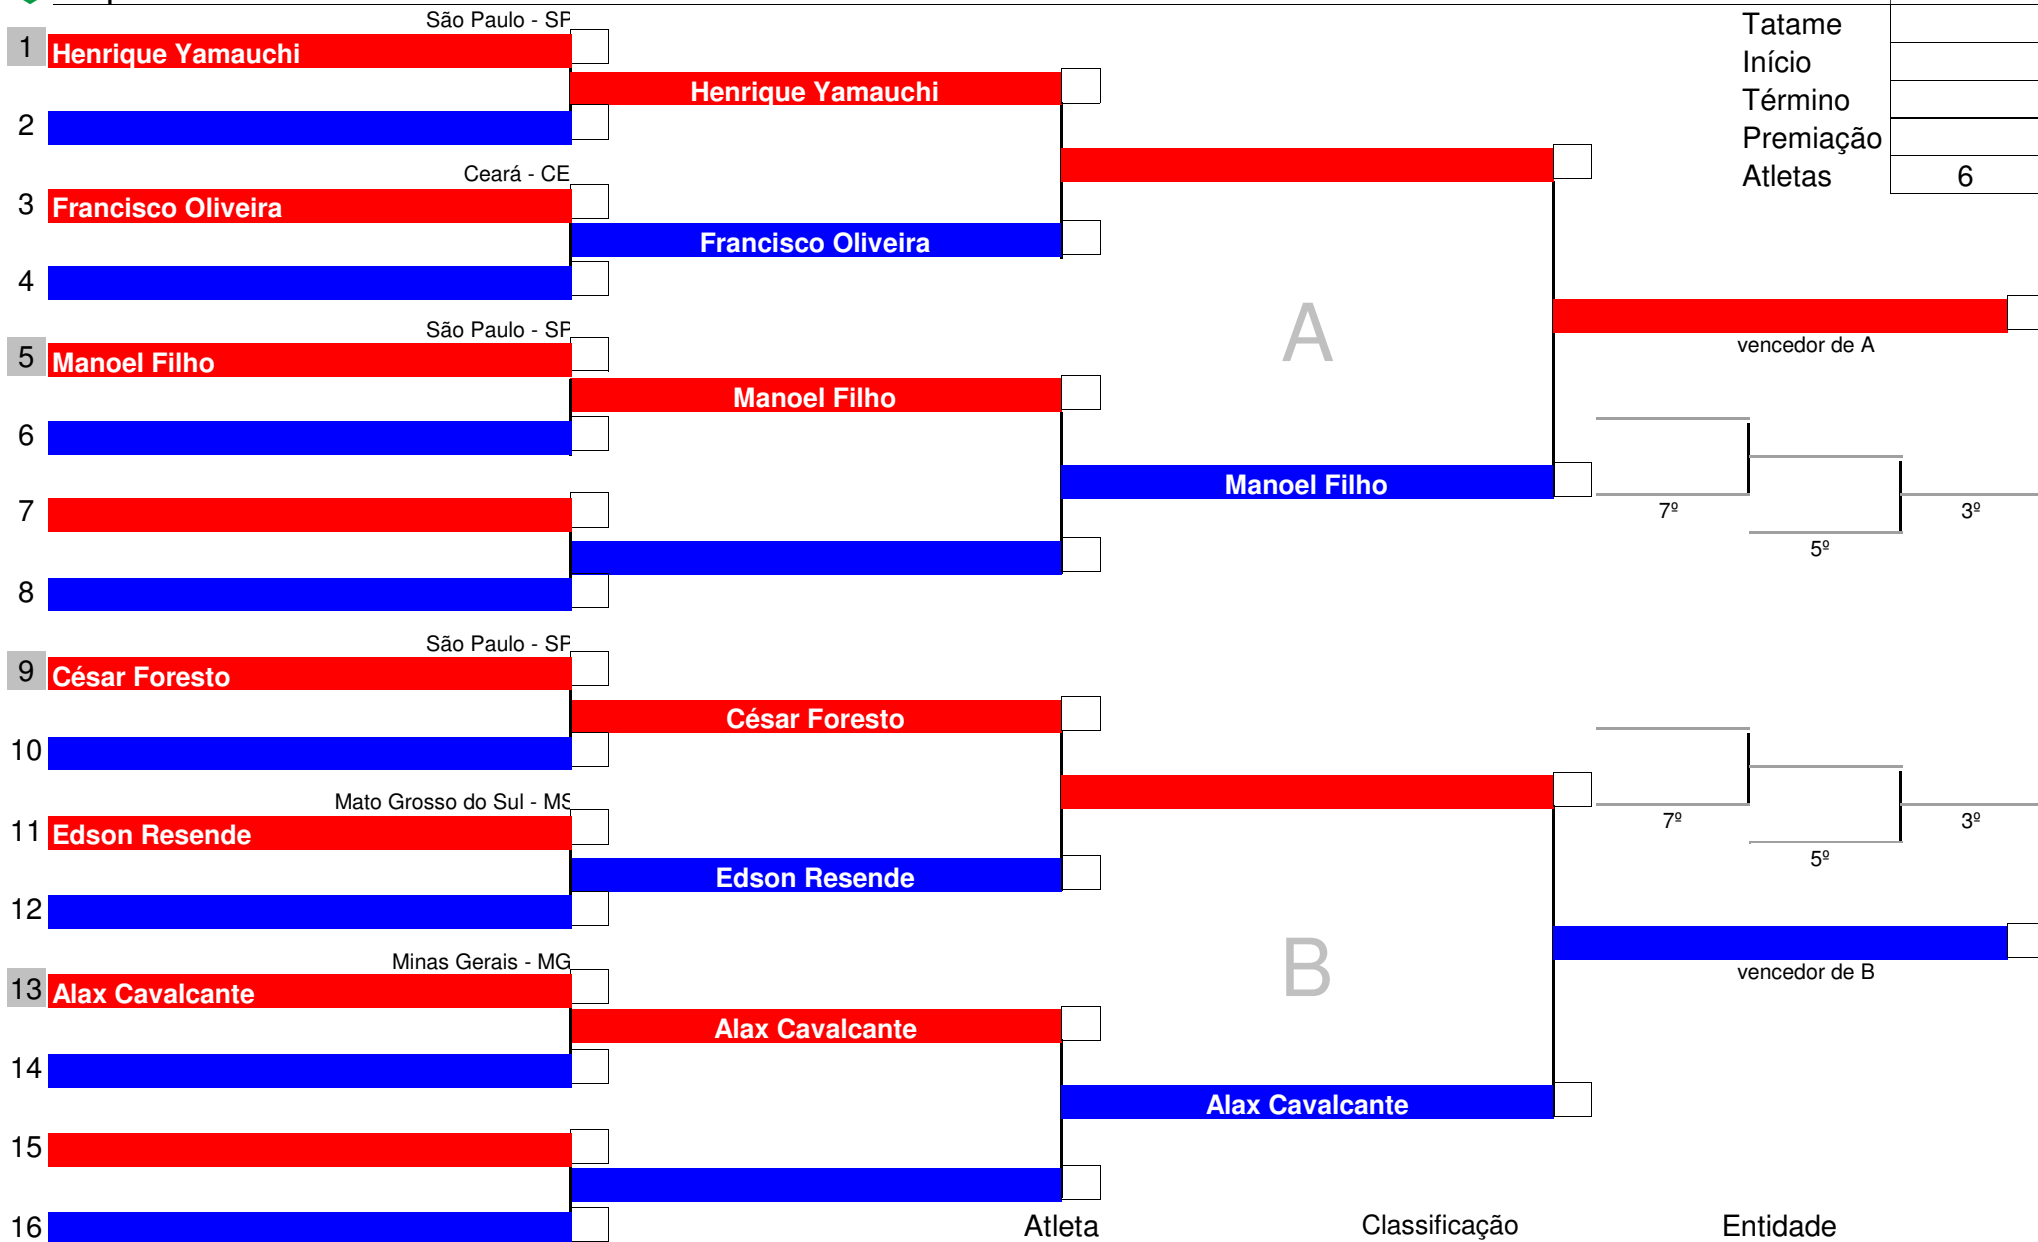 São Paulo - SP
1 Henrique Yamauchi
Henrique Yamauchi
2
Ceará - CE
3 Francisco Oliveira
Francisco Oliveira
4
São Paulo - SP
5 Manoel Filho
Manoel Filho
6
7
Manoel Filho
8
A
São Paulo - SP
9 César Foresto
César Foresto
10
Mato Grosso do Sul - MS
11 Edson Resende
Edson Resende
12
Minas Gerais - MG
13 Alax Cavalcante
Alax Cavalcante
14
Alax Cavalcante
15
16
B
Tatame
Início
Término
Premiação
Atletas 6
vencedor de A
7º
3º
5º
7º
3º
5º
vencedor de B
Atleta Classificação Entidade